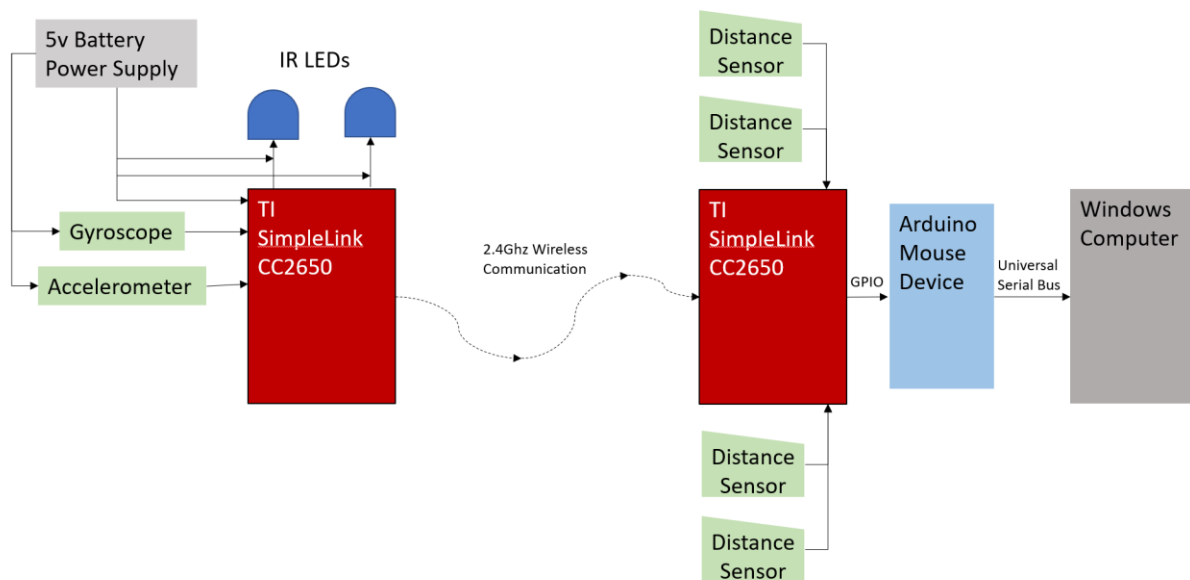 5v Battery
Power Supply
IR LEDs
Gyroscope
Accelerometer
TI
SimpleLink
CC2650
2.4Ghz Wireless
Communication
Distance
Sensor
Distance
Sensor
TI
SimpleLink
CC2650
GPIO
Arduino
Mouse
Device
Universal
Serial Bus
Windows
Computer
Distance
Sensor
Distance
Sensor